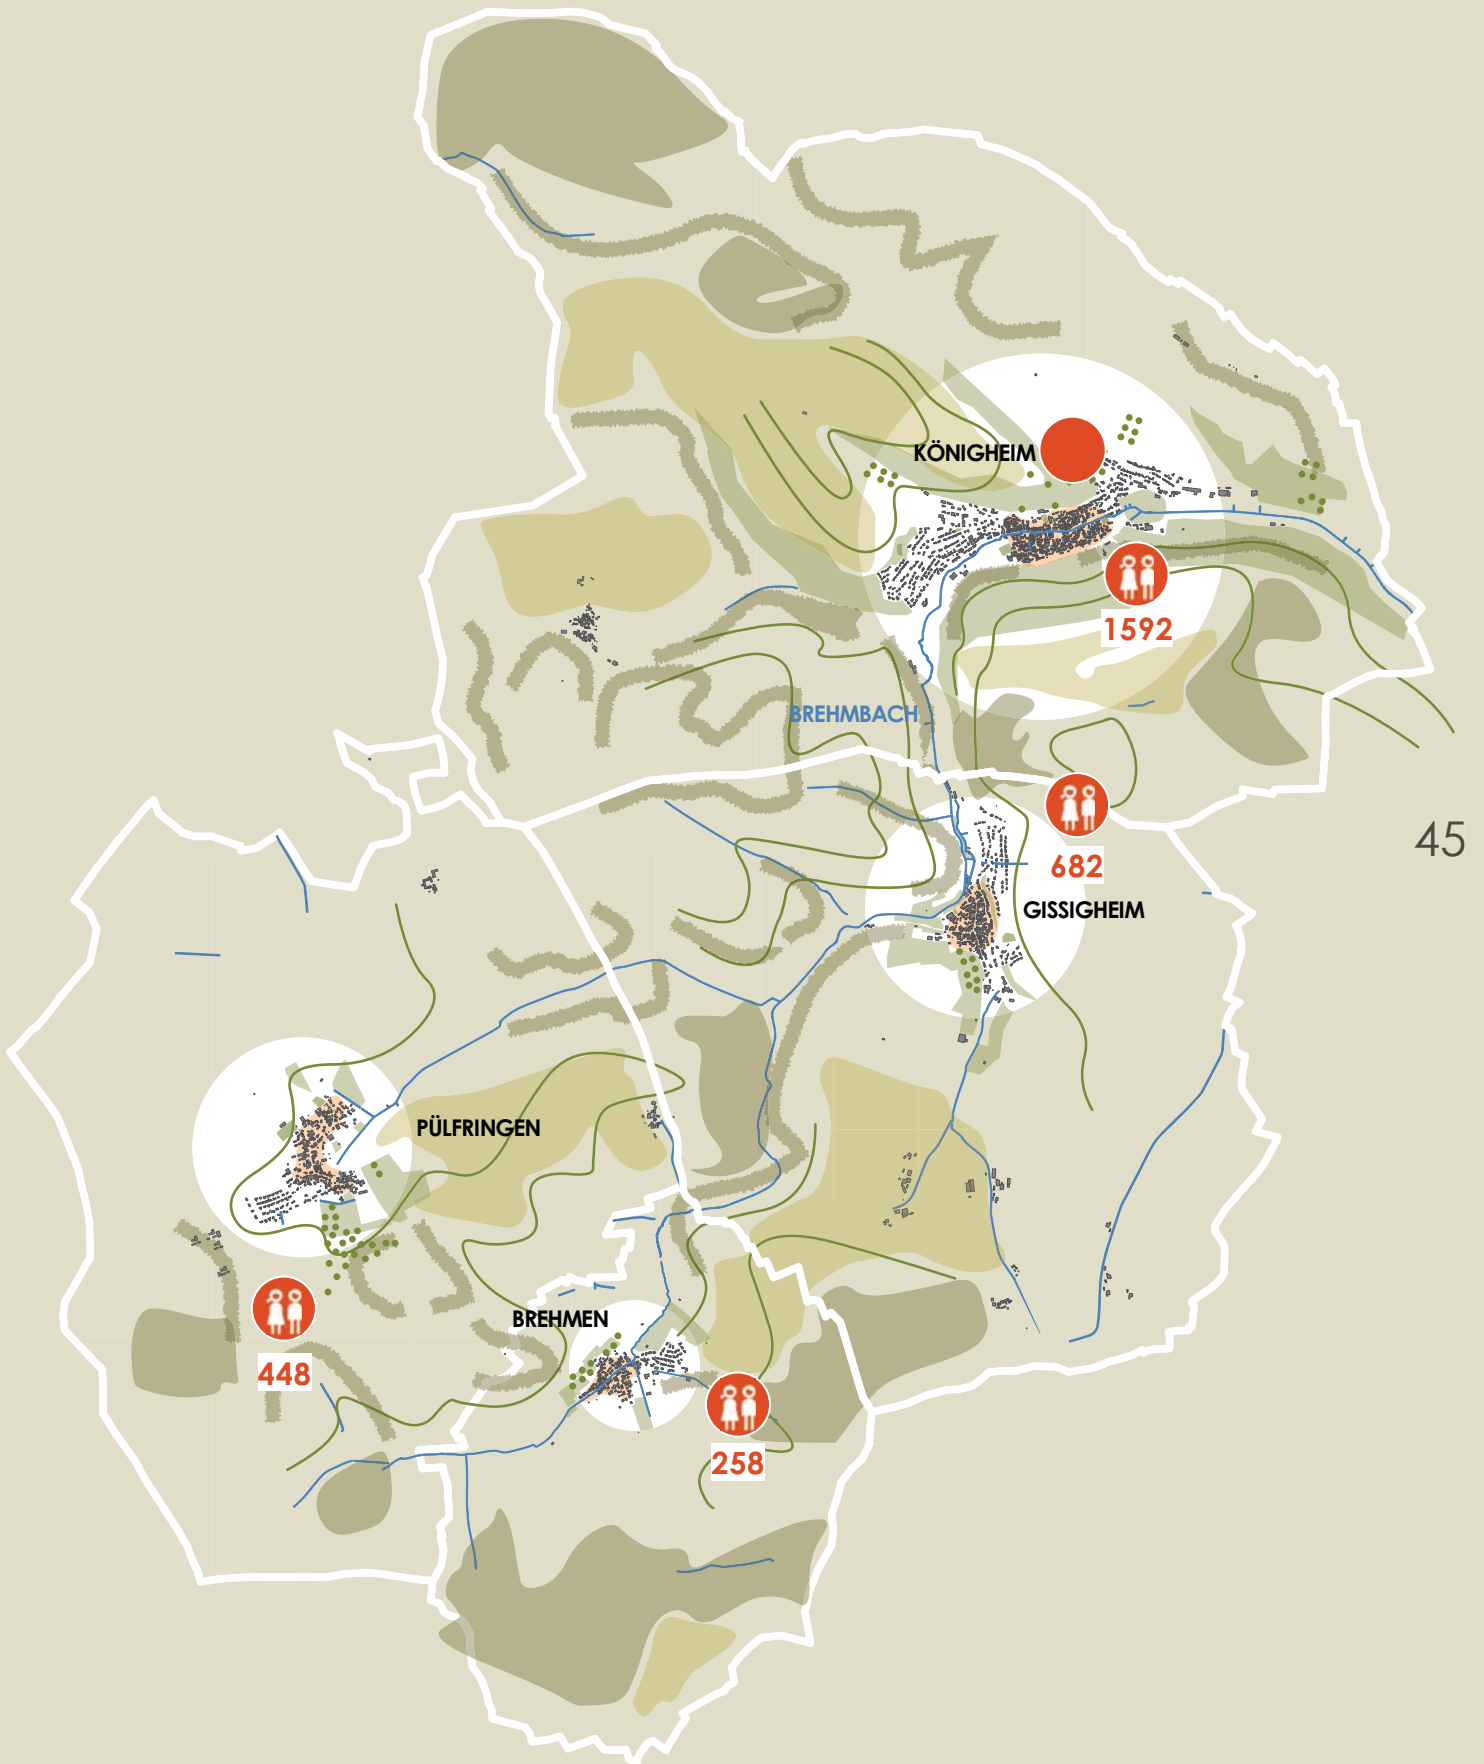 KÖNIGHEIM
1592
BREHMBACH
682
45
GISSIGHEIM
PÜLFRINGEN
BREHMEN
448
258